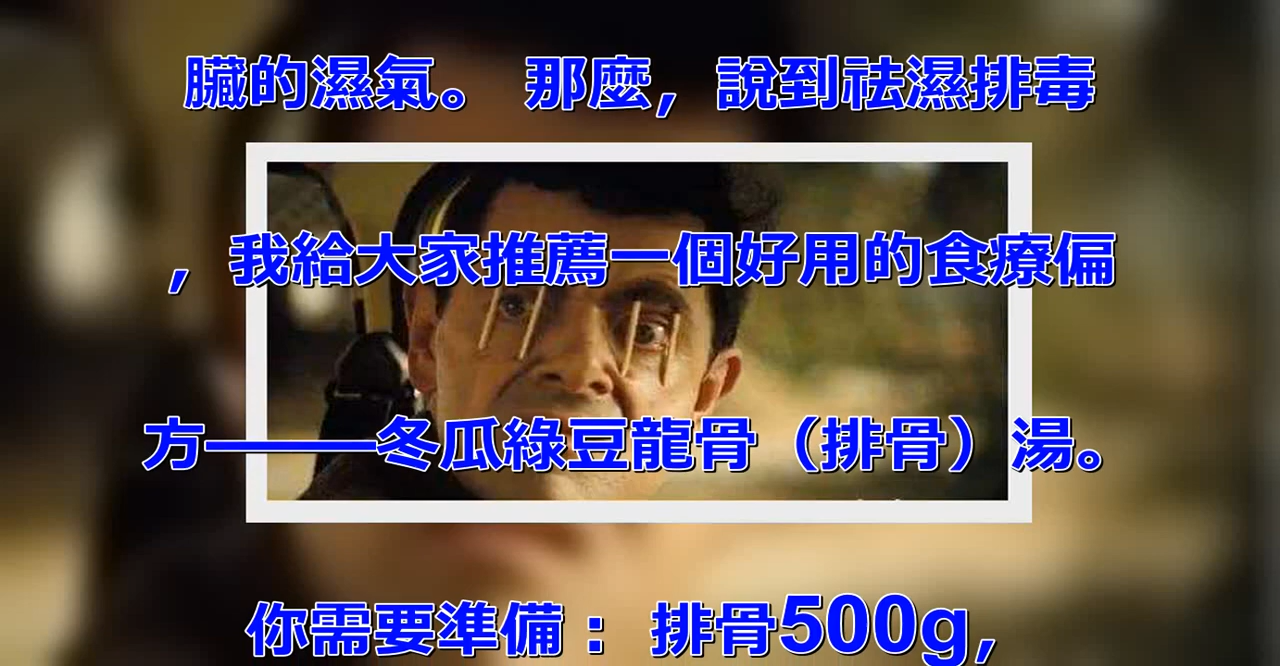 臟的濕氣。 那麼，說到祛濕排毒
，我給大家推薦一個好用的食療偏
方——冬瓜綠豆龍骨（排骨）湯。
你需要準備： 排骨500g，